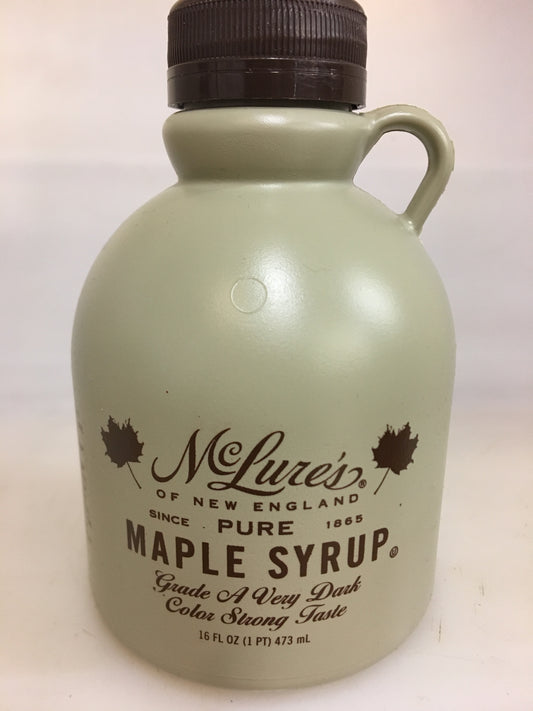 McLure's®
OF NEW ENGLAND
SINCE PURE 1865
MAPLE SYRUP®
Grade A Very Dark
Color Strong Taste
16 FL OZ (1 PT) 473 mL